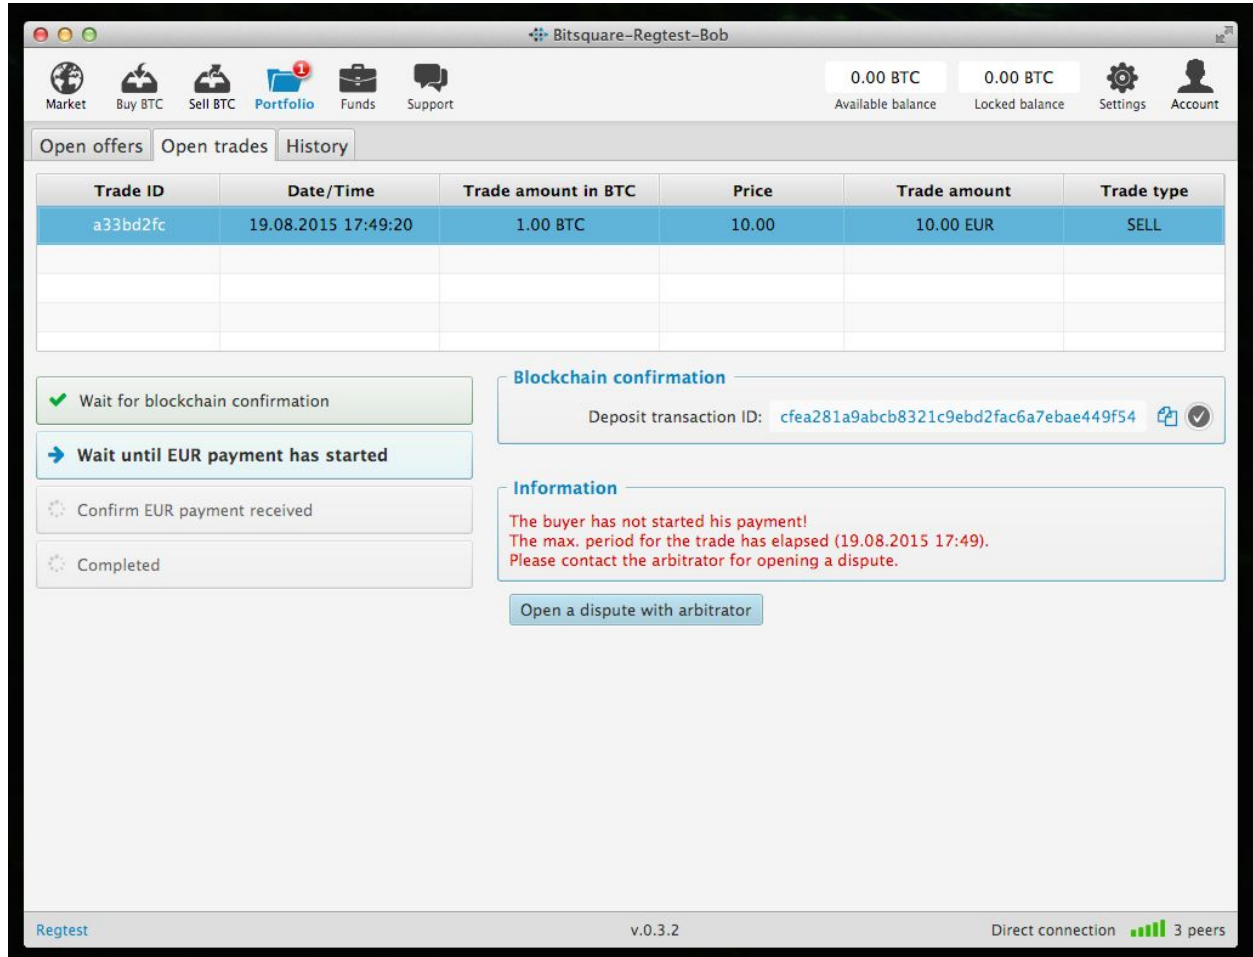 Bitsquare-Regtest-Bob
1
Market Buy BTC Sell BTC Portfolio Funds Support
0.00 BTC 0.00 BTC
Available balance Locked balance Settings Account
Open offers Open trades History
Trade ID Date/Time Trade amount in BTC Price Trade amount Trade type
a33bd2fc 19.08.2015 17:49:20 1.00 BTC 10.00 10.00 EUR SELL
Wait for blockchain confirmation
Wait until EUR payment has started
Confirm EUR payment received
Completed
Blockchain confirmation
Deposit transaction ID: cfea281a9abcb8321c9ebd2fac6a7ebae449f54
Information
The buyer has not started his payment!
The max. period for the trade has elapsed (19.08.2015 17:49).
Please contact the arbitrator for opening a dispute.
Open a dispute with arbitrator
Regtest v.0.3.2 Direct connection 3 peers